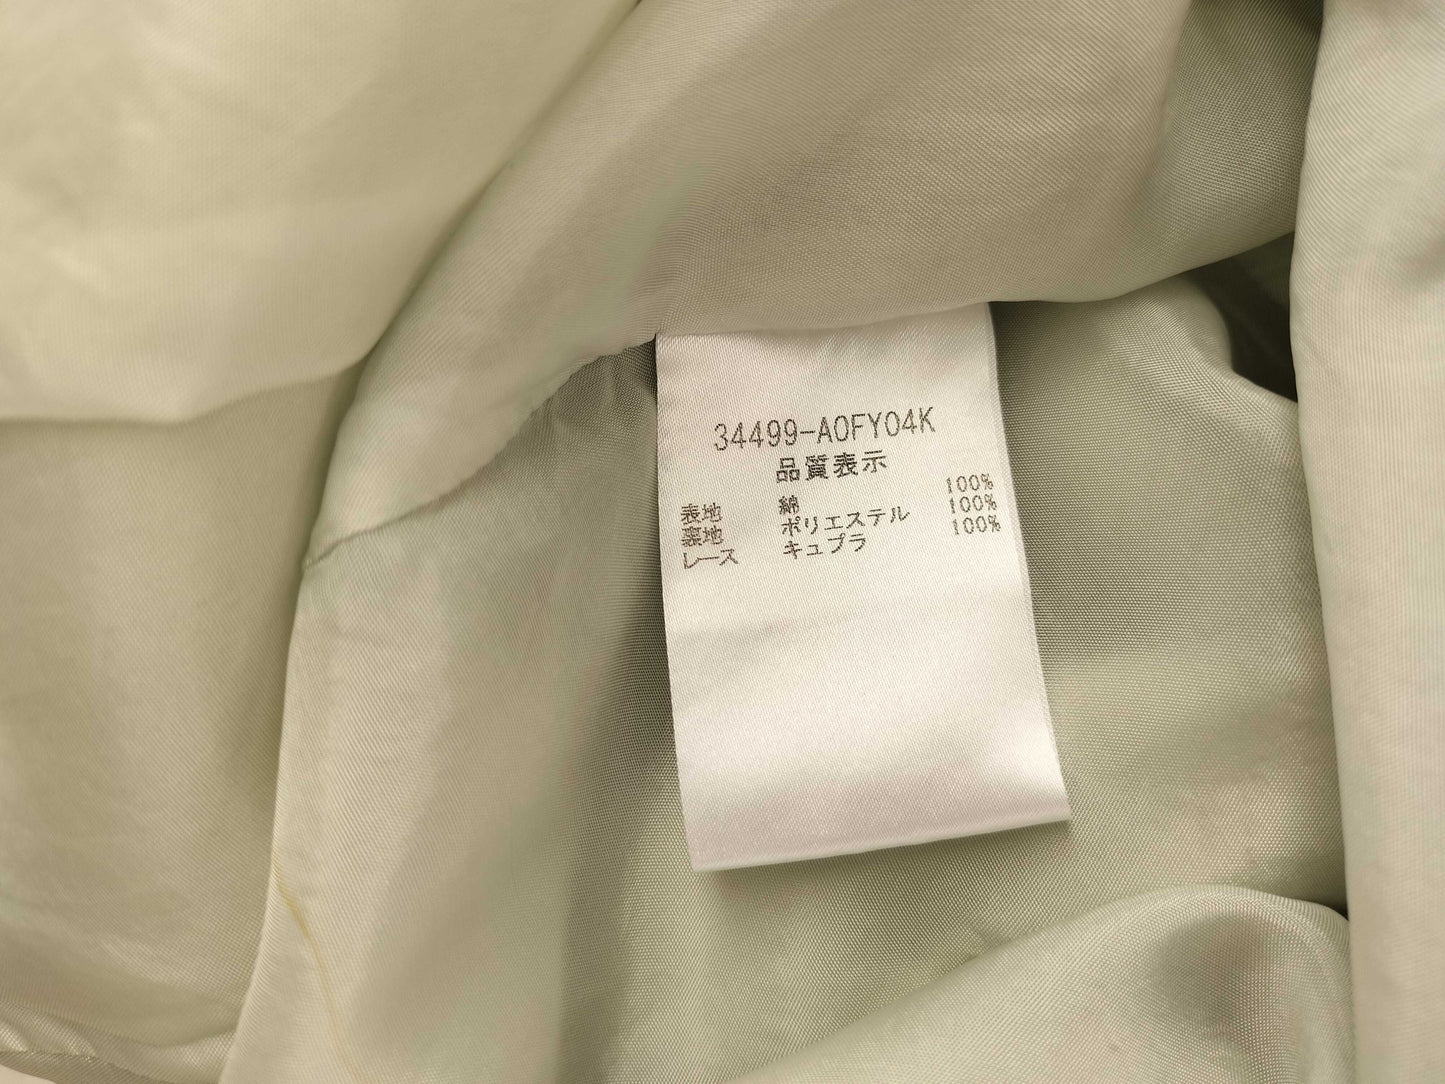 34499-A0FY04K
品質表示
表地 綿 100%
裏地 ポリエステル 100%
レース キュプラ 100%